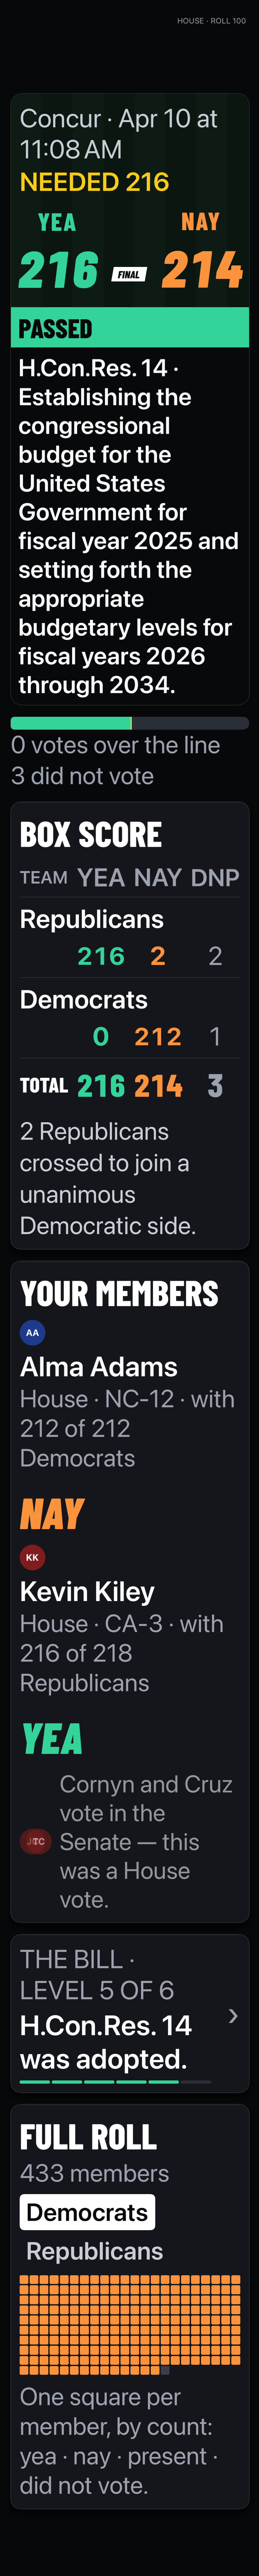 HOUSE · ROLL 100
Concur · Apr 10 at
11:08 AM
NEEDED 216
YEA NAY
216 FINAL 214
PASSED
H.Con.Res. 14 ·
Establishing the
congressional
budget for the
United States
Government for
fiscal year 2025 and
setting forth the
appropriate
budgetary levels for
fiscal years 2026
through 2034.
0 votes over the line
3 did not vote
BOX SCORE
TEAM YEA NAY DNP
Republicans
216 2 2
Democrats
0 212 1
TOTAL 216 214 3
2 Republicans
crossed to join a
unanimous
Democratic side.
YOUR MEMBERS
AA
Alma Adams
House · NC-12 · with
212 of 212
Democrats
NAY
KK
Kevin Kiley
House · CA-3 · with
216 of 218
Republicans
YEA
Cornyn and Cruz
vote in the
TC Senate — this
was a House
vote.
THE BILL ·
LEVEL 5 OF 6
H.Con.Res. 14
was adopted.
FULL ROLL
433 members
Democrats
Republicans
One square per
member, by count:
yea · nay · present ·
did not vote.